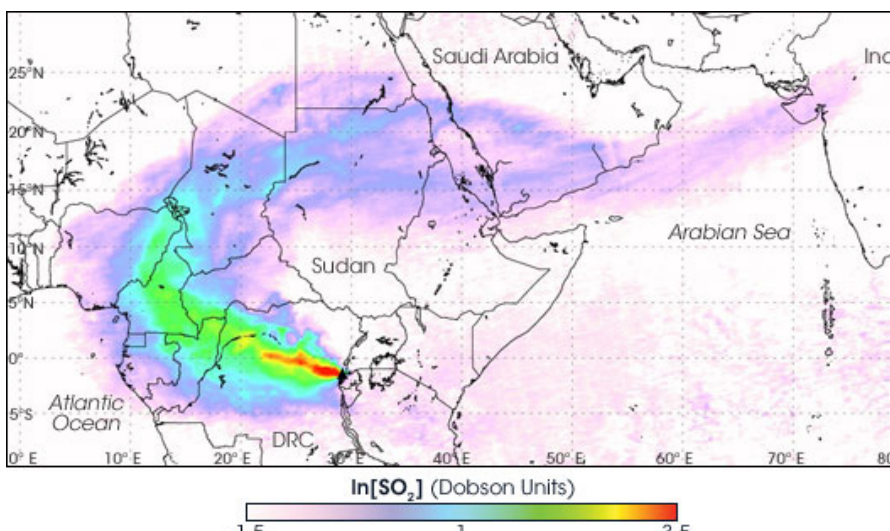 Saudi Arabia
25°N
20°N
15°N
10°N
5°N
0°
5°S
Sudan
Arabian Sea
Atlantic
Ocean
DRC
0° E 10° E 20° E 30° E 40° E 50° E 60° E 70° E
ln[SO₂] (Dobson Units)